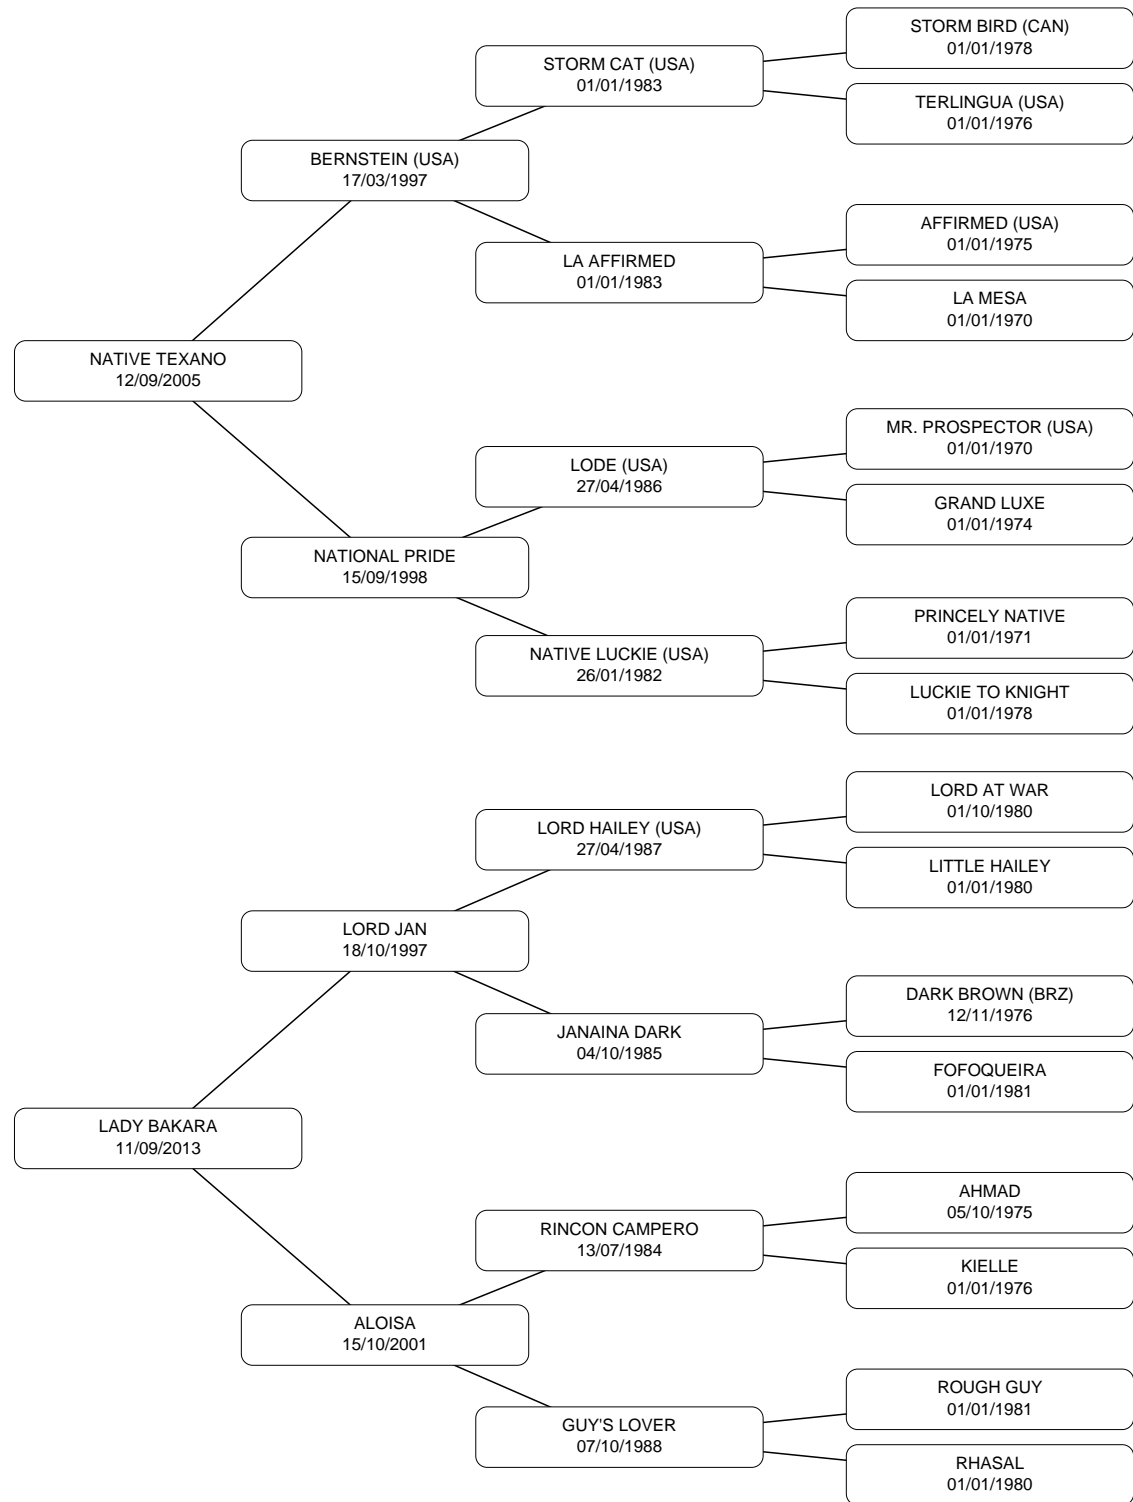 STORM BIRD (CAN)
01/01/1978
STORM CAT (USA)
01/01/1983
TERLINGUA (USA)
01/01/1976
BERNSTEIN (USA)
17/03/1997
AFFIRMED (USA)
01/01/1975
LA AFFIRMED
01/01/1983
LA MESA
01/01/1970
NATIVE TEXANO
12/09/2005
MR. PROSPECTOR (USA)
01/01/1970
LODE (USA)
27/04/1986
GRAND LUXE
01/01/1974
NATIONAL PRIDE
15/09/1998
PRINCELY NATIVE
01/01/1971
NATIVE LUCKIE (USA)
26/01/1982
LUCKIE TO KNIGHT
01/01/1978
LORD AT WAR
01/10/1980
LORD HAILEY (USA)
27/04/1987
LITTLE HAILEY
01/01/1980
LORD JAN
18/10/1997
DARK BROWN (BRZ)
12/11/1976
JANAINA DARK
04/10/1985
FOFOQUEIRA
01/01/1981
LADY BAKARA
11/09/2013
AHMAD
05/10/1975
RINCON CAMPERO
13/07/1984
KIELLE
01/01/1976
ALOISA
15/10/2001
ROUGH GUY
01/01/1981
GUY'S LOVER
07/10/1988
RHASAL
01/01/1980